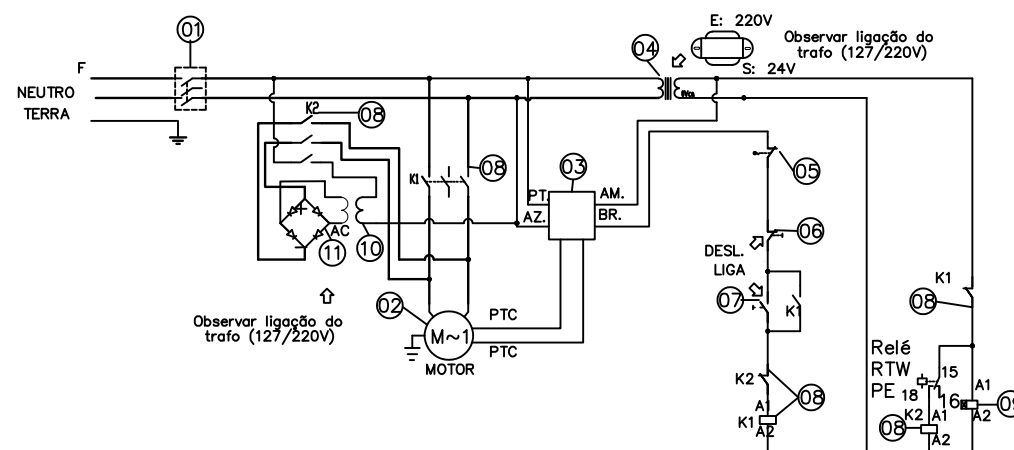 01
E: 220V
04
Observar ligação do
trafo (127/220V)
F
S: 24V
NEUTRO
K2
08
TERRA
03
08
05
K1
PT.
AM.
AZ.
BR.
06
AC
11
10
DESL.
LIGA
K1
08
07
K1
02
PTC
Observar ligação do
trafo (127/220V)
M~1
PTC
MOTOR
Relé
RTW
PE
15
K2
18
16
A1
08
A1
K2
A1
A2
K1
A2
08
A2